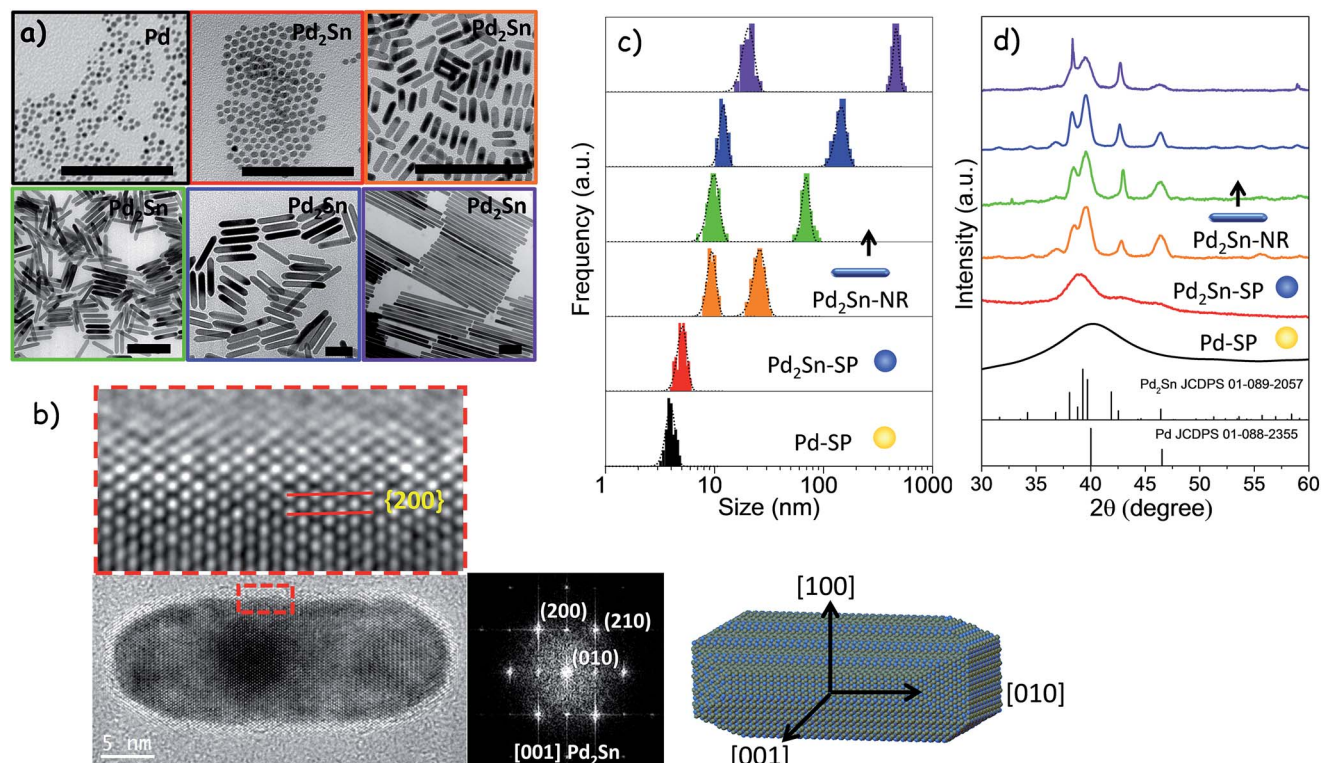 a)
Pd
Pd₂Sn
Pd₂Sn
Pd₂Sn
Pd₂Sn
Pd₂Sn
b)
{200}
5 nm
(200)
(210)
(010)
[001] Pd₂Sn
[100]
[010]
[001]
c)
Frequency (a.u.)
Pd₂Sn-NR
Pd₂Sn-SP
Pd-SP
1 10 100 1000
Size (nm)
d)
Intensity (a.u.)
Pd₂Sn-NR
Pd₂Sn-SP
Pd-SP
Pd₂Sn JCDPS 01-089-2057
Pd JCDPS 01-088-2355
30 35 40 45 50 55 60
2θ (degree)